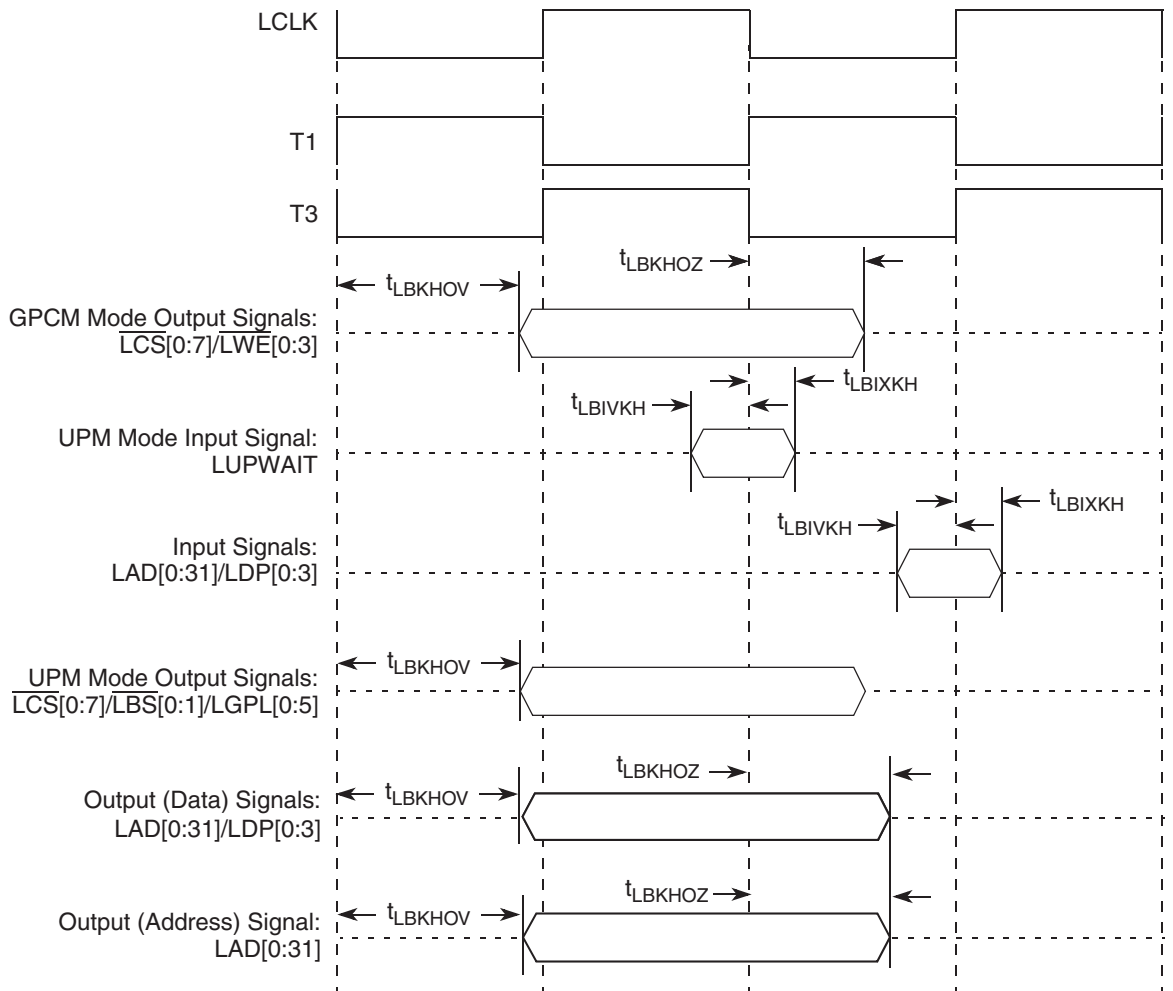 LCLK
T1
T3
tLBKHOZ
tLBKHOV
GPCM Mode Output Signals:
LCS[0:7]/LWE[0:3]
tLBIXKH
tLBIVKH
UPM Mode Input Signal:
LUPWAIT
tLBIXKH
tLBIVKH
Input Signals:
LAD[0:31]/LDP[0:3]
tLBKHOV
UPM Mode Output Signals:
LCS[0:7]/LBS[0:1]/LGPL[0:5]
tLBKHOZ
tLBKHOV
Output (Data) Signals:
LAD[0:31]/LDP[0:3]
tLBKHOZ
tLBKHOV
Output (Address) Signal:
LAD[0:31]